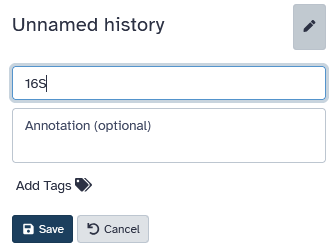 Unnamed history
16S
Annotation (optional)
Add Tags
Save Cancel